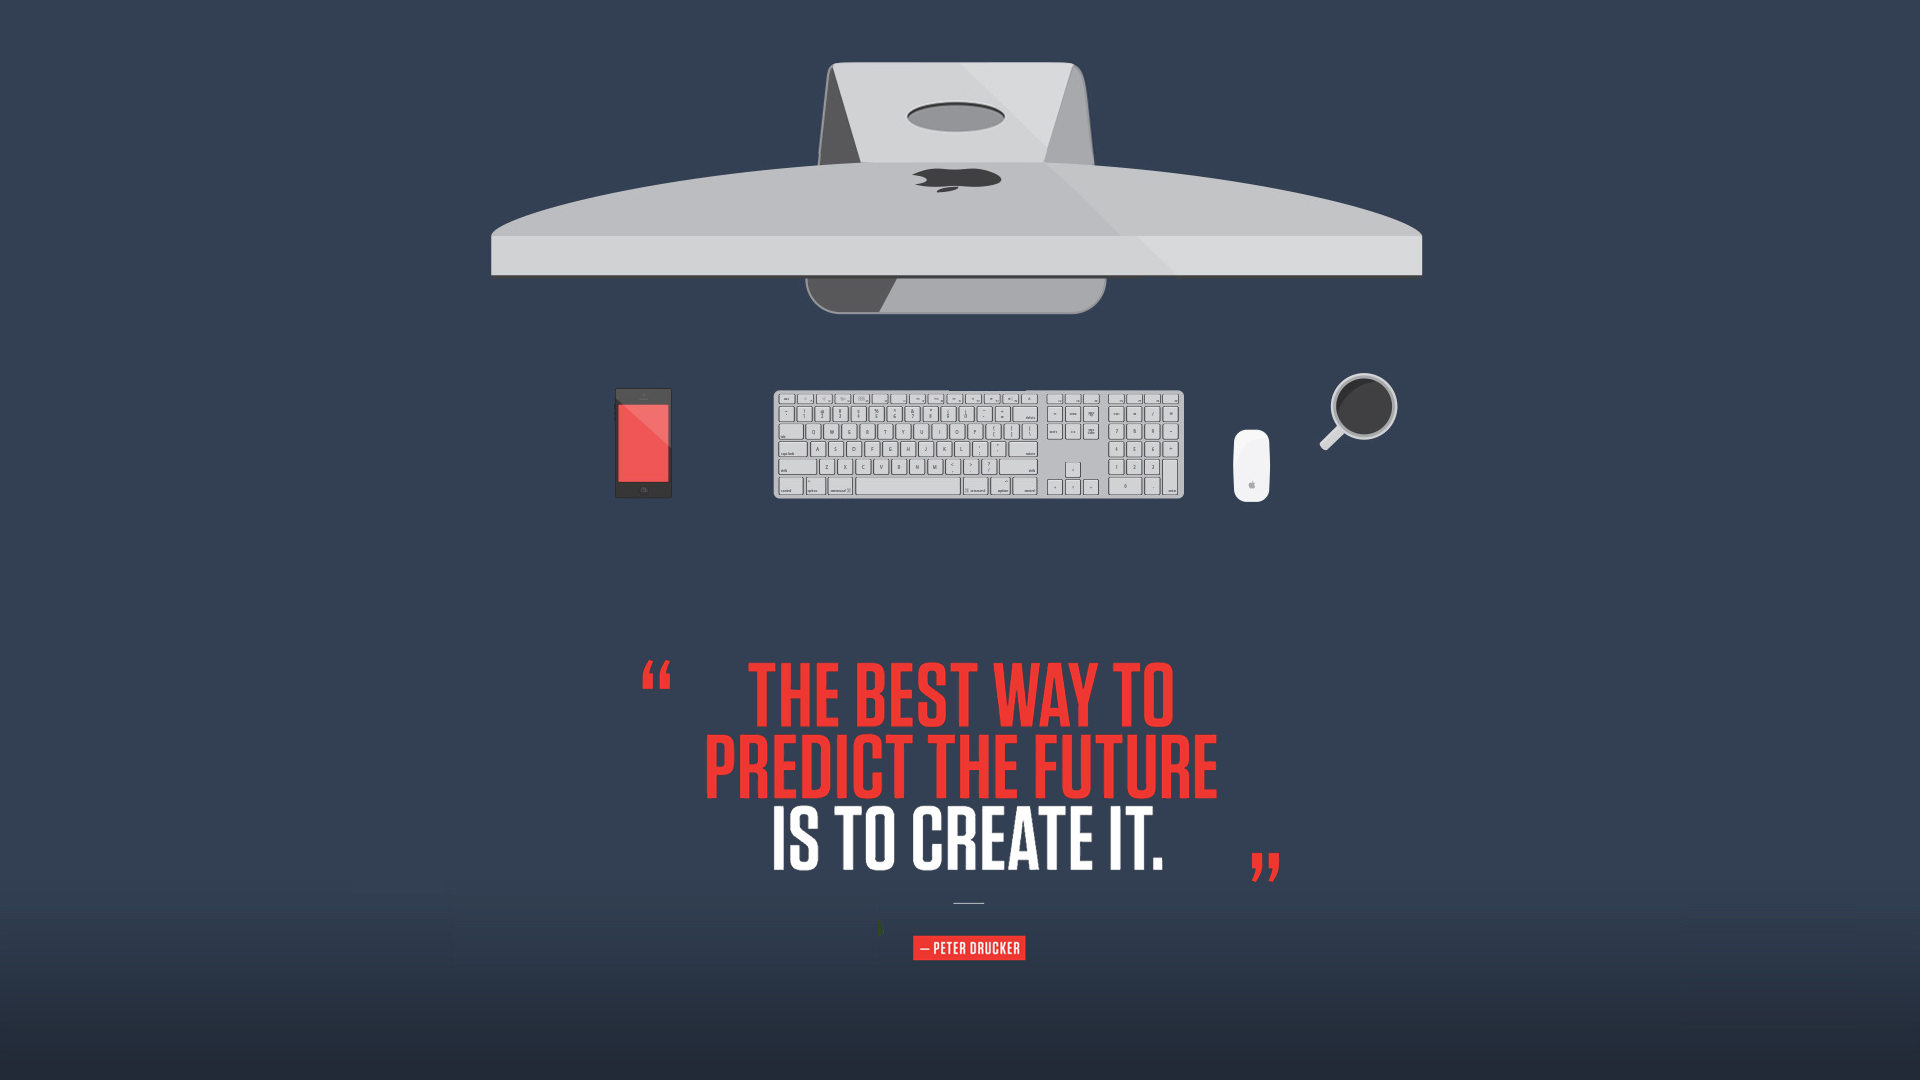 “ THE BEST WAY TO
PREDICT THE FUTURE
IS TO CREATE IT. ”
— PETER DRUCKER